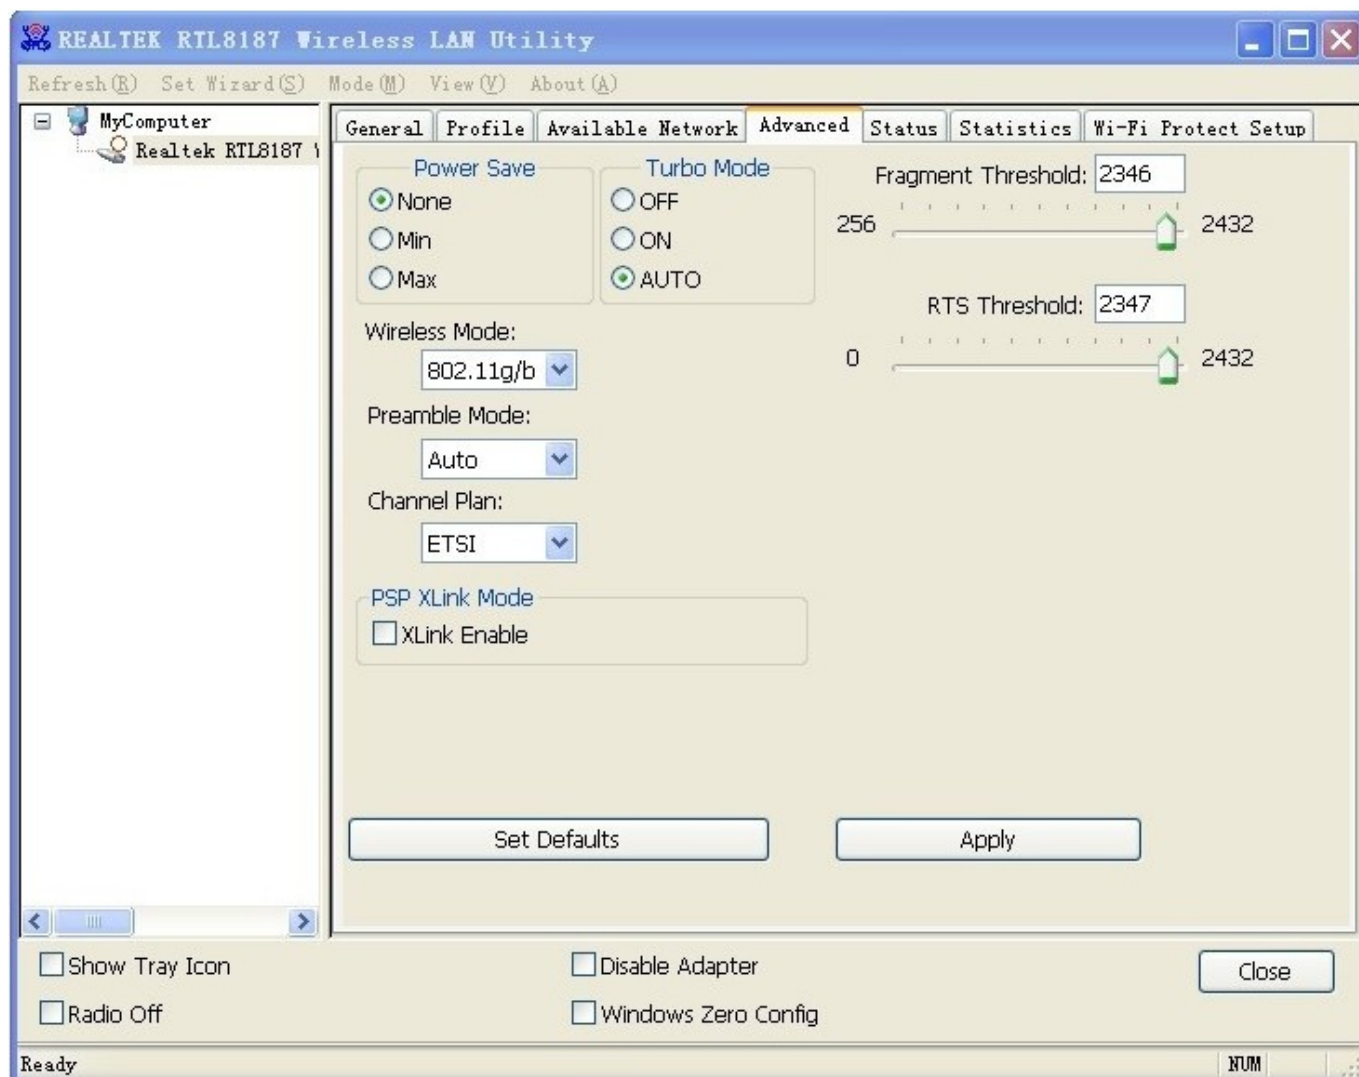 REALTEK RTL8187 Wireless LAN Utility
Refresh(R) Set Wizard(S) Mode(M) View(V) About(A)
MyComputer
Realtek RTL8187
General Profile Available Network Advanced Status Statistics Wi-Fi Protect Setup
Power Save
None
Min
Max
Turbo Mode
OFF
ON
AUTO
Fragment Threshold: 2346
256 2432
RTS Threshold: 2347
0 2432
Wireless Mode:
802.11g/b
Preamble Mode:
Auto
Channel Plan:
ETSI
PSP XLink Mode
XLink Enable
Set Defaults Apply
Show Tray Icon Disable Adapter Close
Radio Off Windows Zero Config
Ready NUM